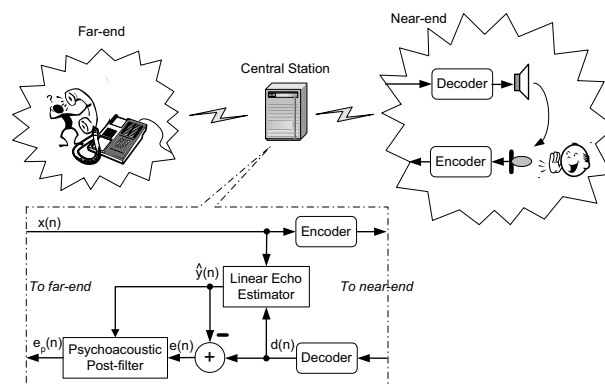 Far-end
Near-end
Central Station
Decoder
Encoder
x(n)
Encoder
To far-end
ŷ(n)
Linear Echo
Estimator
To near-end
e_p(n)
Psychoacoustic
Post-filter
e(n)
+
d(n)
Decoder